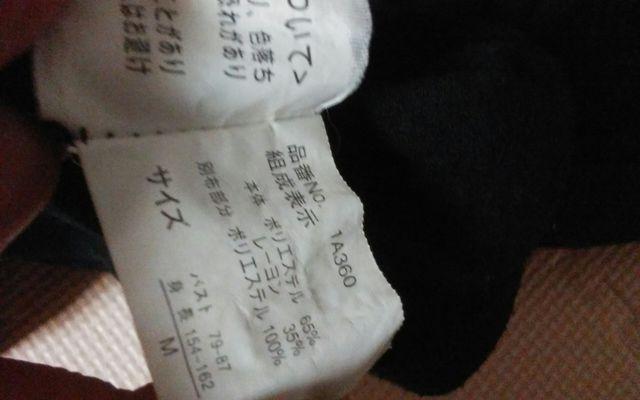 ついて>
り、色落ち
ぶれがあり
ことがあり
はお避け
品番No. 1A360
組成表示
本体 ポリエステル 65%
レーヨン 35%
別布部分 ポリエステル 100%
サイズ
バスト 79-87
身長 154-162
M